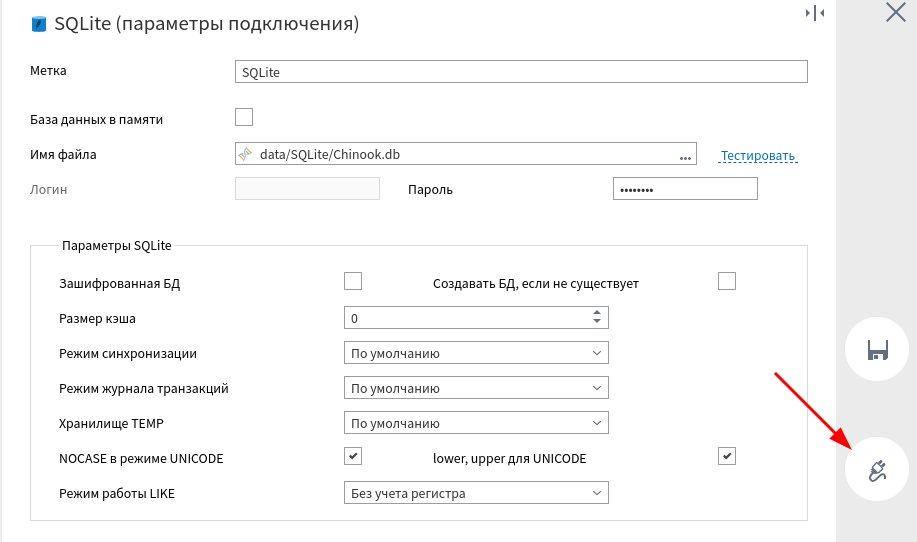 SQLite (параметры подключения)
Метка SQLite
База данных в памяти
Имя файла data/SQLite/Chinook.db ... Тестировать
Логин Пароль ••••••••
Параметры SQLite
Зашифрованная БД Создавать БД, если не существует
Размер кэша 0
Режим синхронизации По умолчанию
Режим журнала транзакций По умолчанию
Хранилище TEMP По умолчанию
NOCASE в режиме UNICODE lower, upper для UNICODE
Режим работы LIKE Без учета регистра